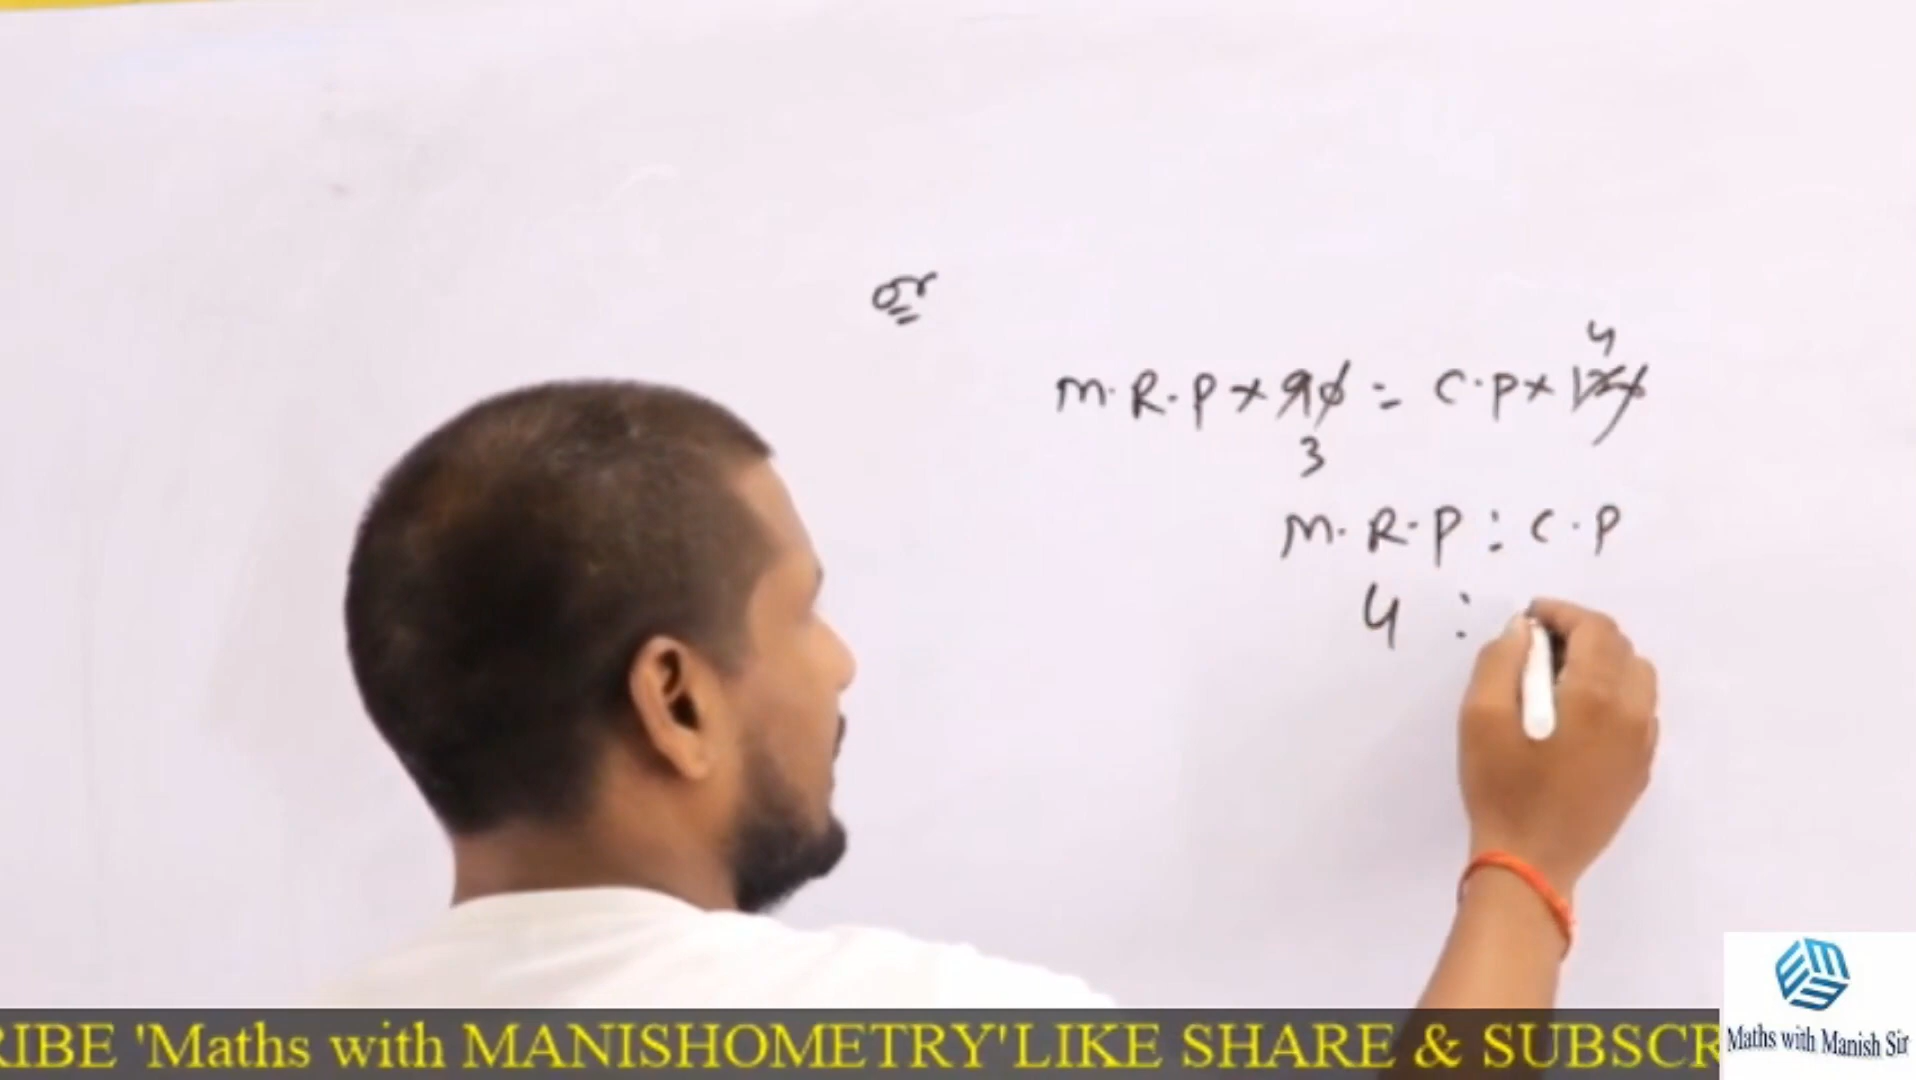 or
4
M.R.P × 90 = C.P × 120
3
M.R.P : C.P
4 :
RIBE 'Maths with MANISHOMETRY' LIKE SHARE & SUBSCR
Maths with Manish Sir